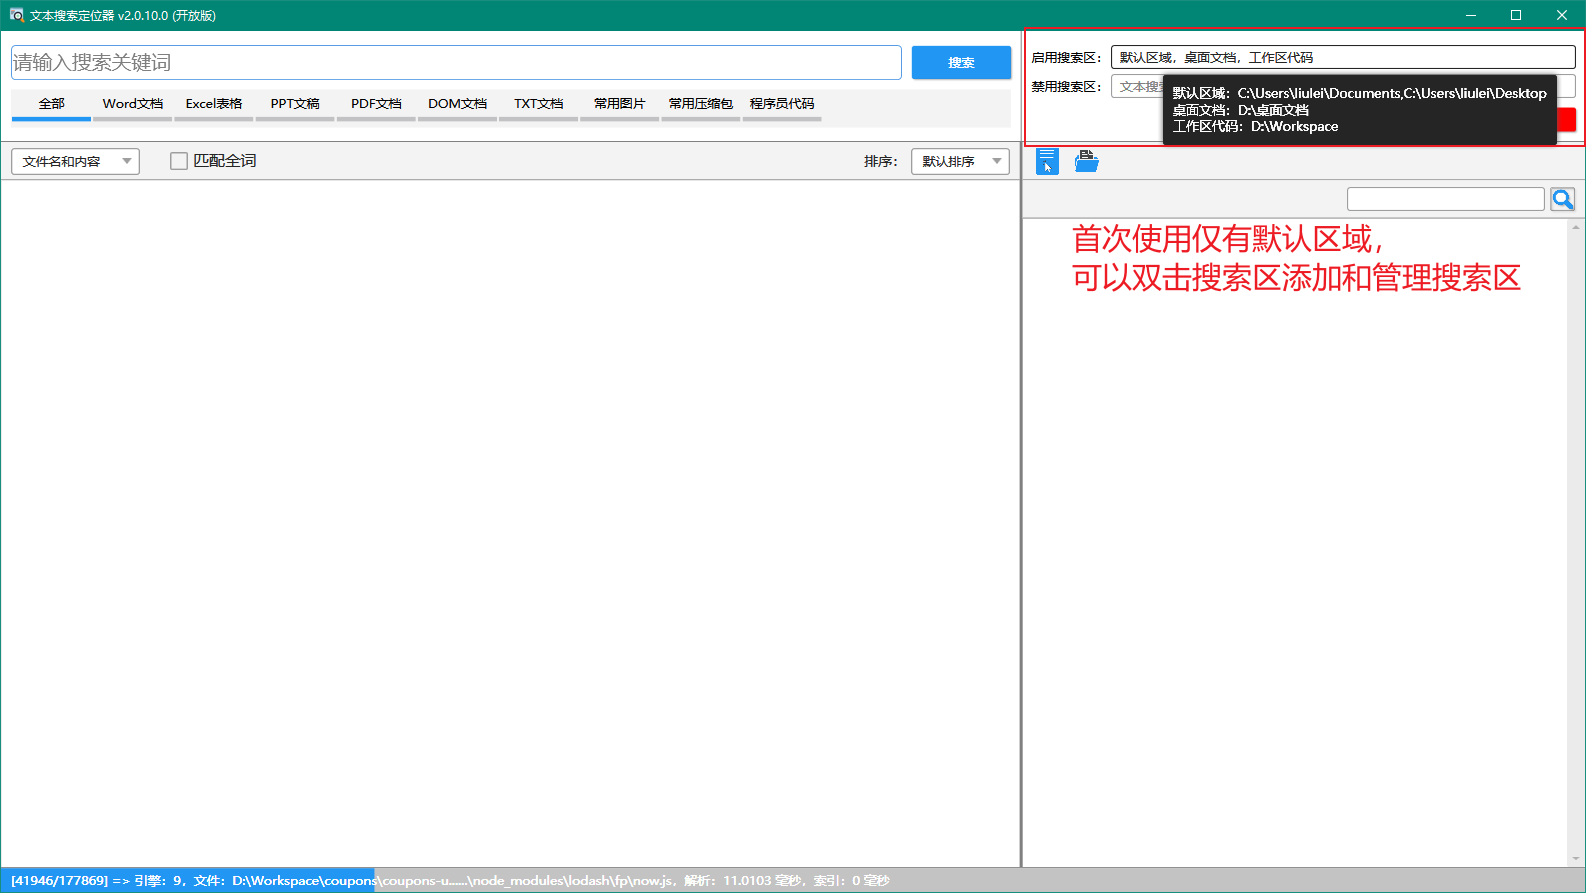 文本搜索定位器 v2.0.10.0 (开放版)
请输入搜索关键词
搜索
全部 Word文档 Excel表格 PPT文稿 PDF文档 DOM文档 TXT文档 常用图片 常用压缩包 程序员代码
文件名和内容
匹配全词
排序：
默认排序
启用搜索区：
默认区域，桌面文档，工作区代码
禁用搜索区：
文本搜
默认区域：C:\Users\liulei\Documents,C:\Users\liulei\Desktop
桌面文档：D:\桌面文档
工作区代码：D:\Workspace
首次使用仅有默认区域，
可以双击搜索区添加和管理搜索区
[41946/177869] => 引擎：9，文件：D:\Workspace\coupons\coupons-u......\node_modules\lodash\fp\now.js，解析：11.0103 毫秒，索引：0 毫秒